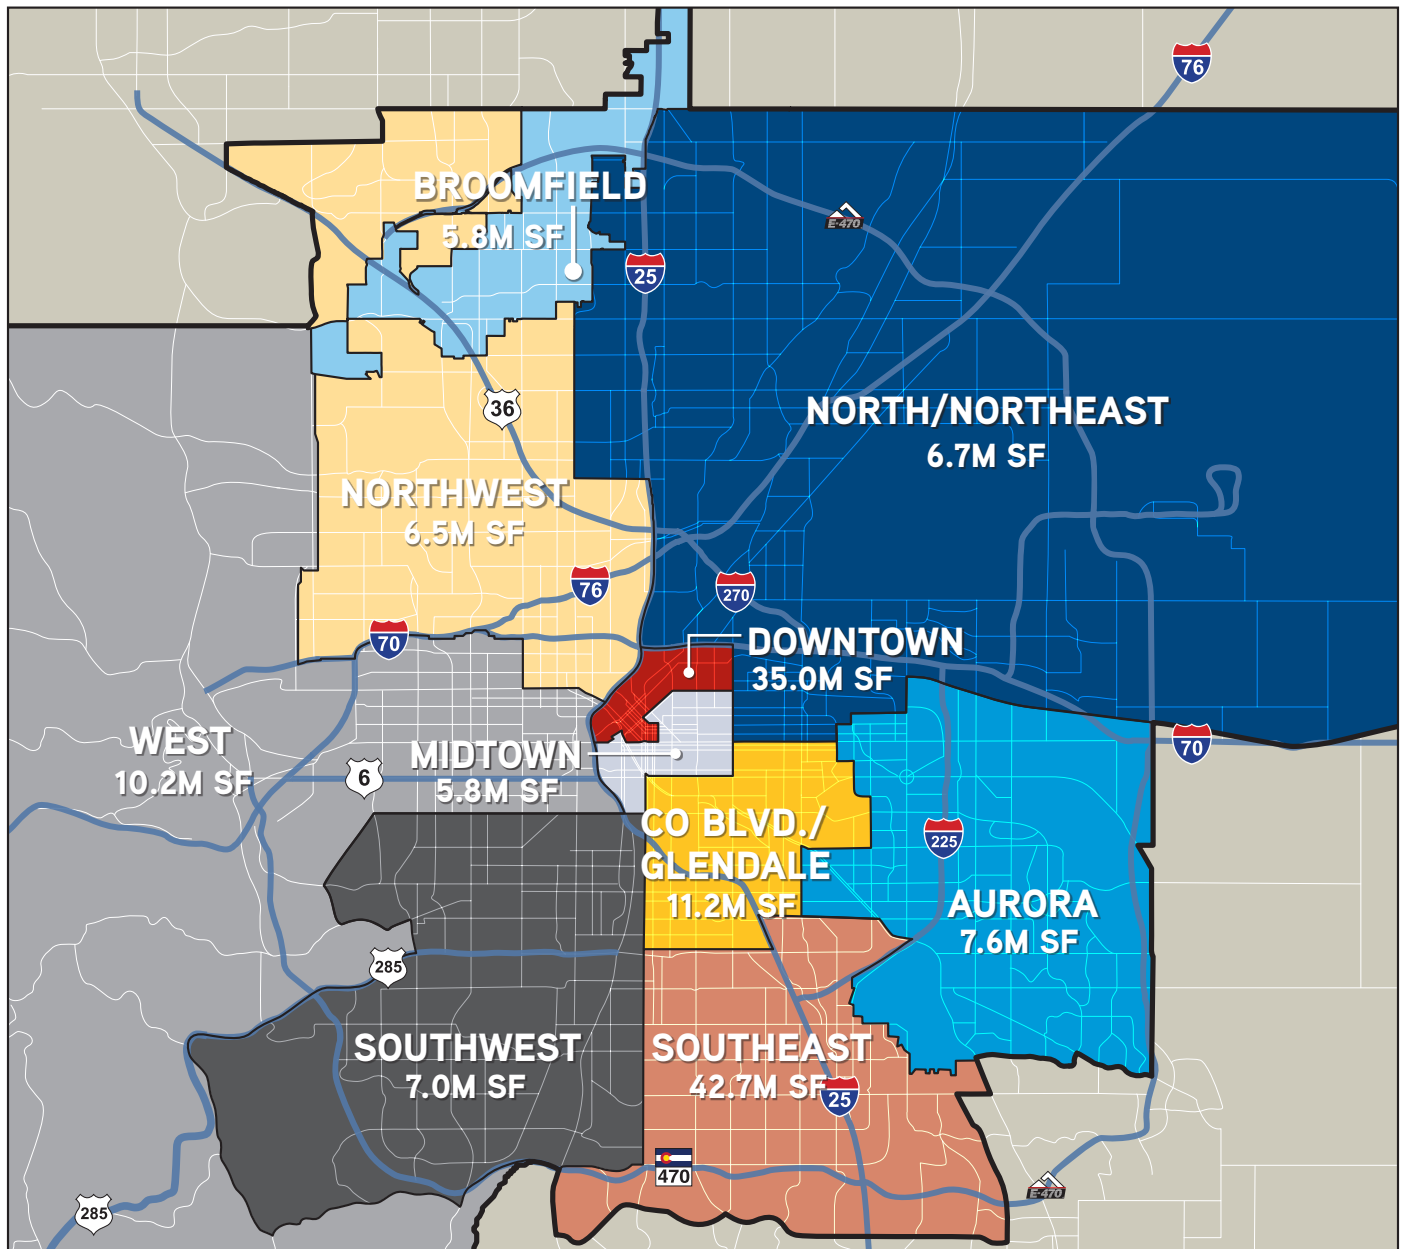 76
BROOMFIELD
5.8M SF
E-470
25
36
NORTH/NORTHEAST
6.7M SF
NORTHWEST
6.5M SF
76
270
70
DOWNTOWN
35.0M SF
WEST
10.2M SF
6
MIDTOWN
5.8M SF
70
CO BLVD./
GLENDALE
11.2M SF
225
AURORA
7.6M SF
285
SOUTHWEST
7.0M SF
SOUTHEAST
42.7M SF
25
470
E-470
285